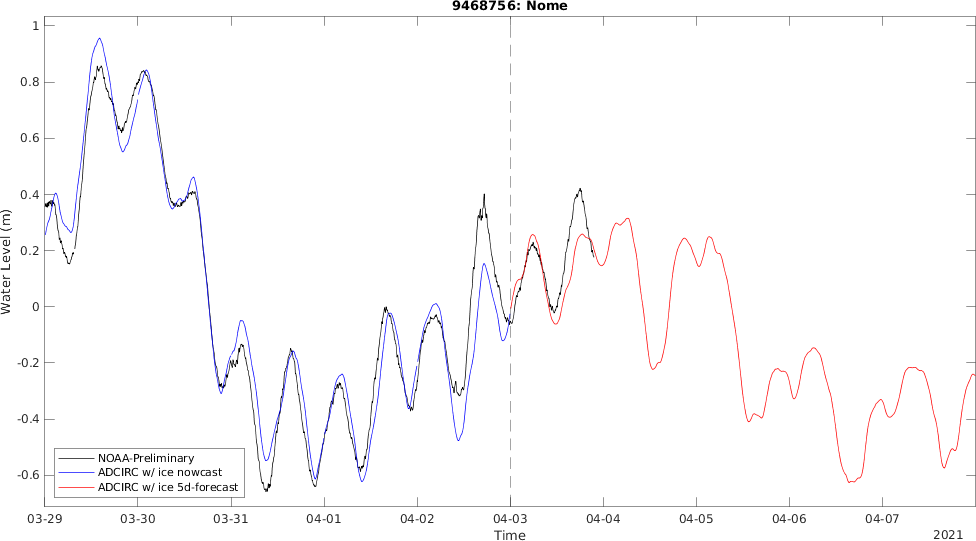 9468756: Nome
1
0.8
0.6
0.4
0.2
0
-0.2
-0.4
-0.6
Water Level (m)
NOAA-Preliminary
ADCIRC w/ ice nowcast
ADCIRC w/ ice 5d-forecast
03-29 03-30 03-31 04-01 04-02 04-03 04-04 04-05 04-06 04-07
Time
2021